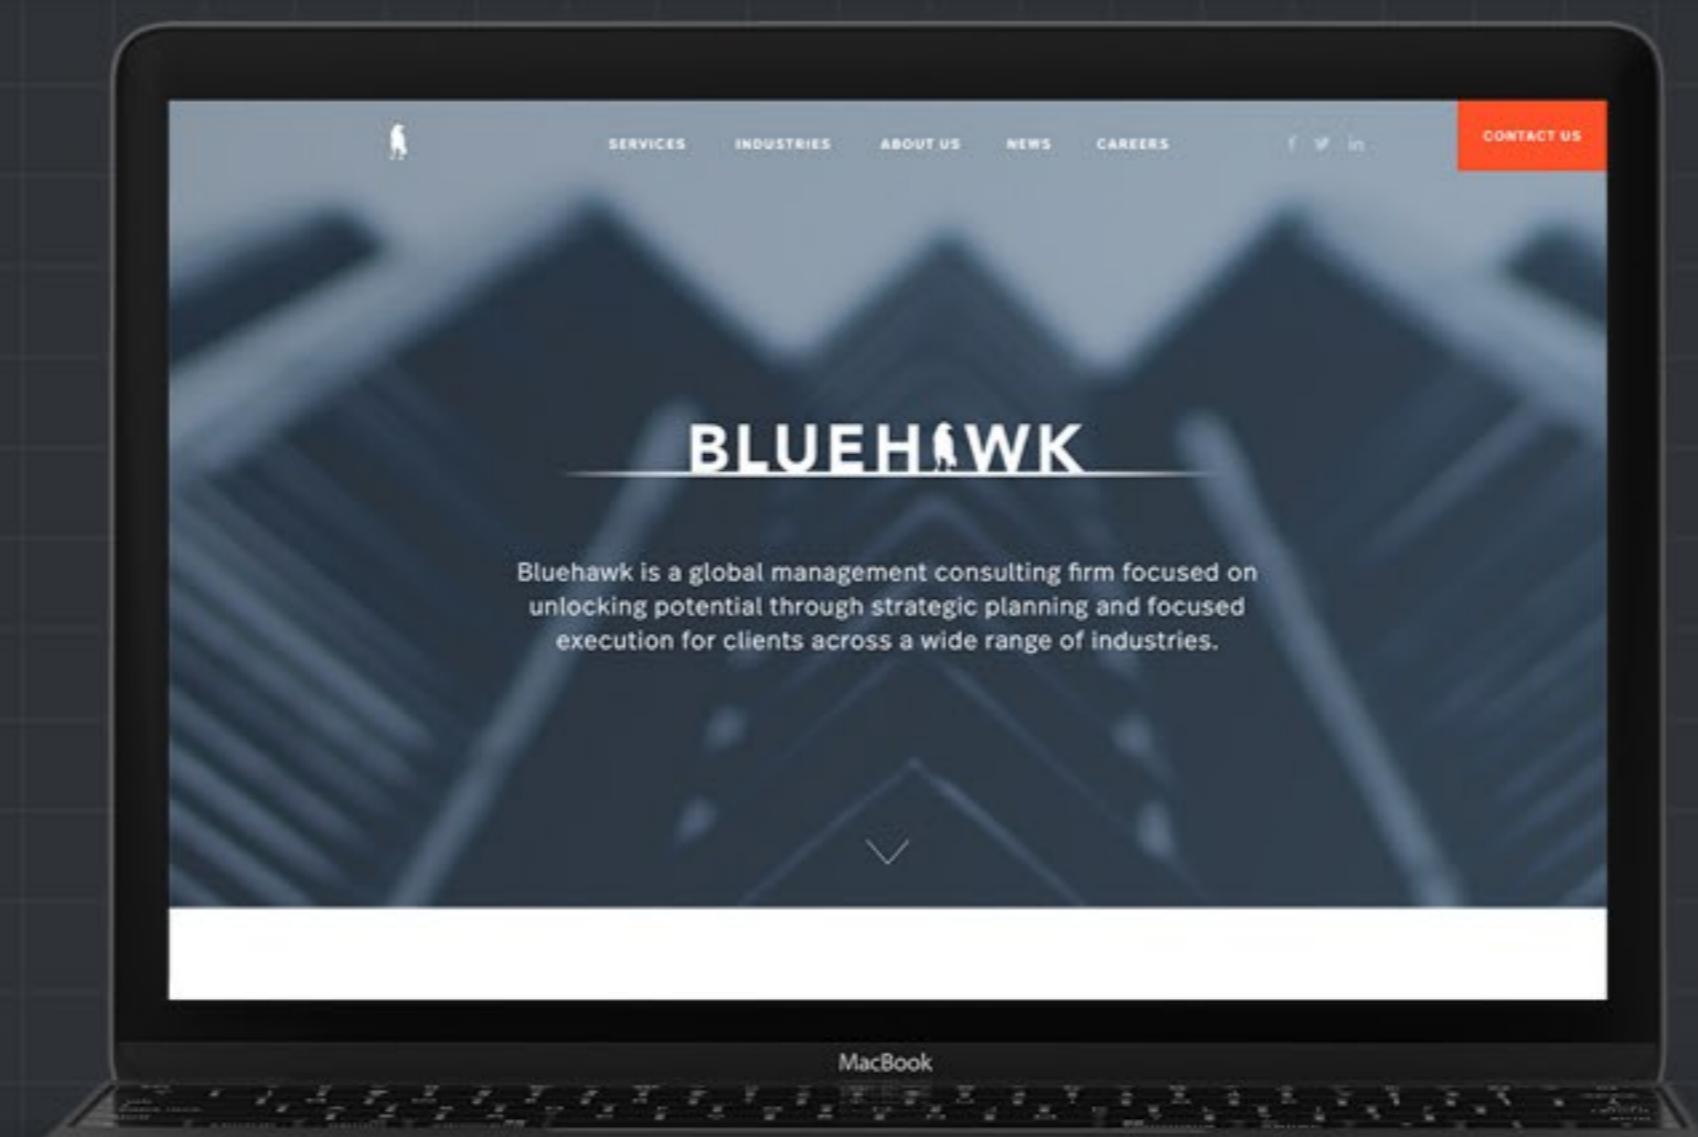 SERVICES INDUSTRIES ABOUT US NEWS CAREERS f in CONTACT US
BLUEHAWK
Bluehawk is a global management consulting firm focused on
unlocking potential through strategic planning and focused
execution for clients across a wide range of industries.
MacBook